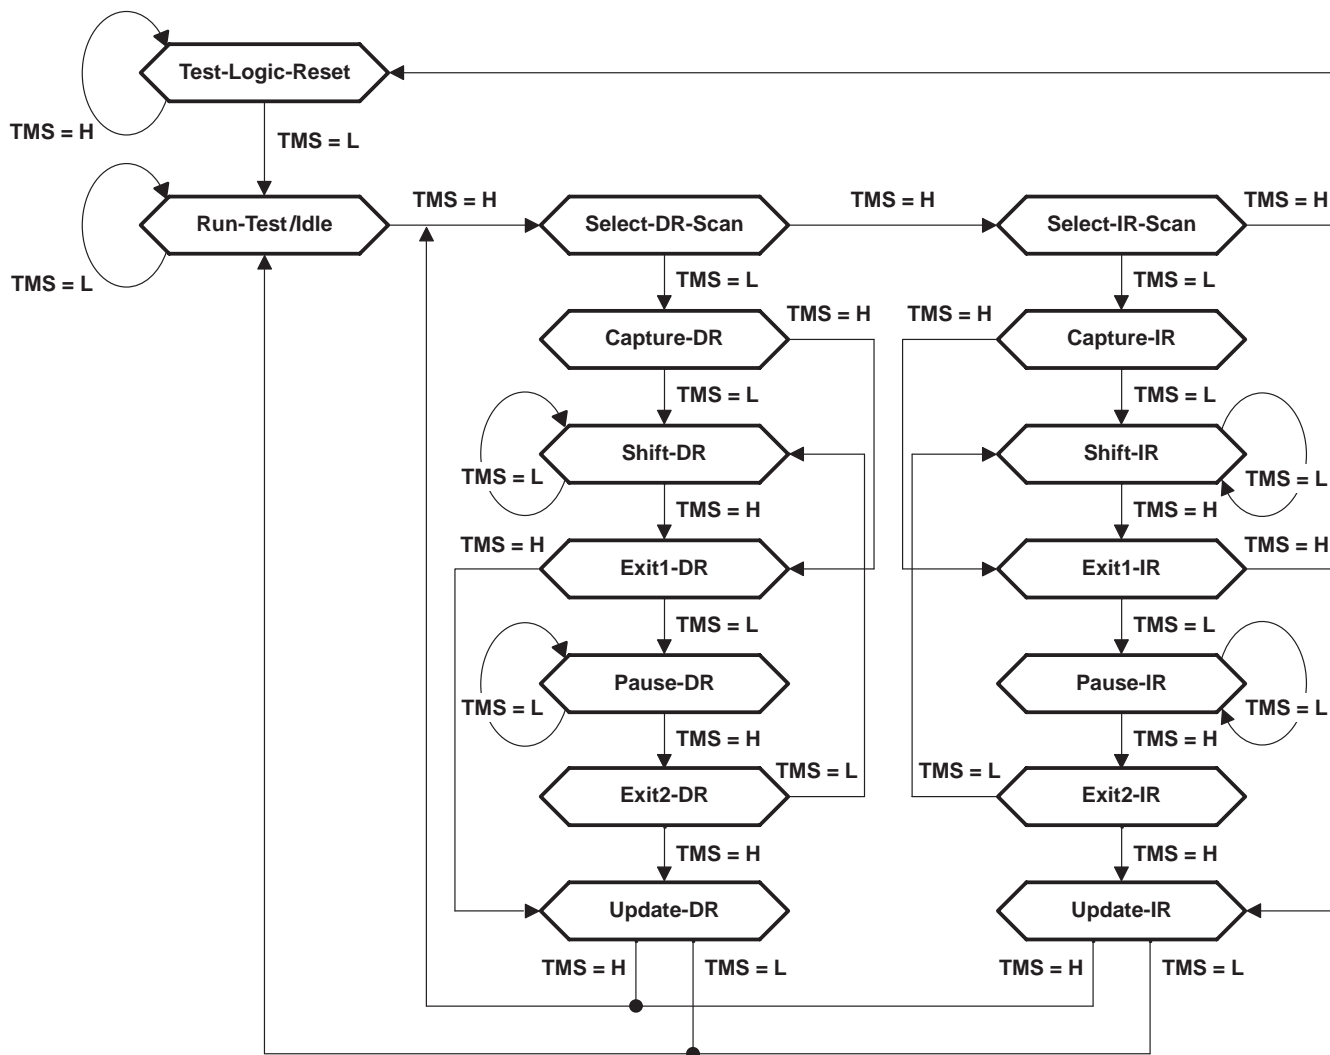 Test-Logic-Reset
TMS = H
TMS = L
TMS = H
TMS = H
TMS = H
Run-Test/Idle
Select-DR-Scan
Select-IR-Scan
TMS = L
TMS = L
TMS = L
TMS = H
TMS = H
Capture-DR
Capture-IR
TMS = L
TMS = L
Shift-DR
Shift-IR
TMS = L
TMS = L
TMS = H
TMS = H
TMS = H
TMS = H
Exit1-DR
Exit1-IR
TMS = L
TMS = L
Pause-DR
Pause-IR
TMS = L
TMS = L
TMS = H
TMS = H
TMS = L
TMS = L
Exit2-DR
Exit2-IR
TMS = H
TMS = H
Update-DR
Update-IR
TMS = H
TMS = L
TMS = H
TMS = L